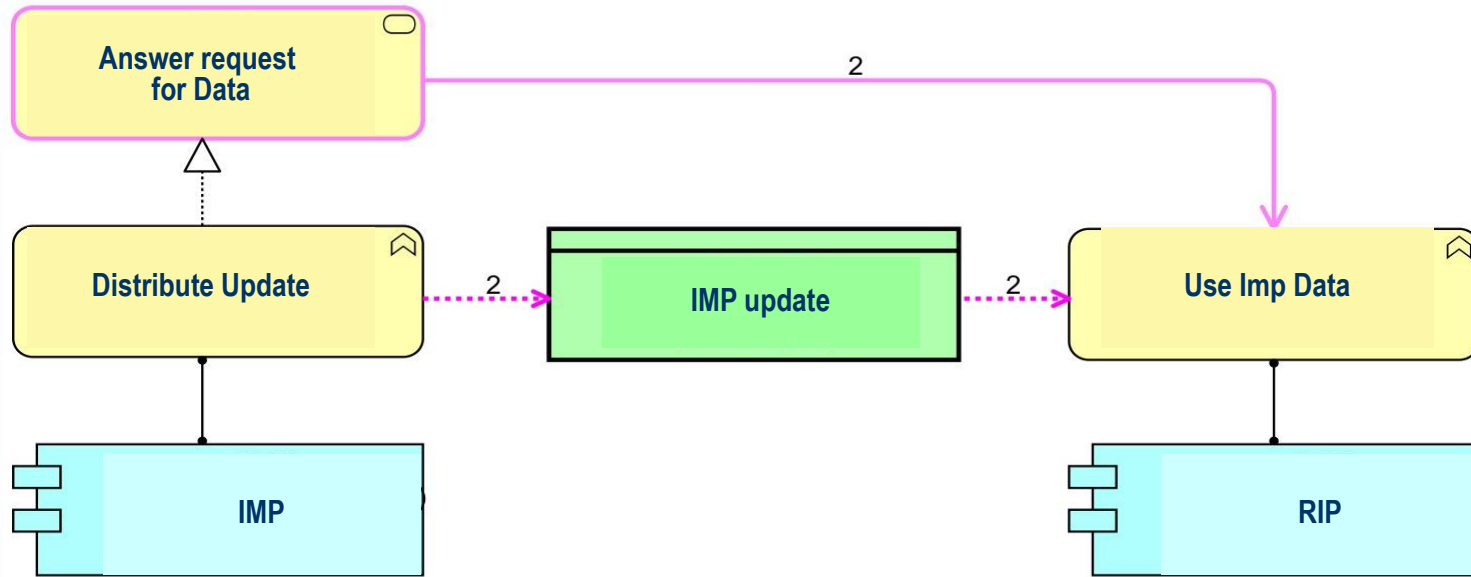 Answer request
for Data
2
Distribute Update
2
IMP update
2
Use Imp Data
IMP
RIP